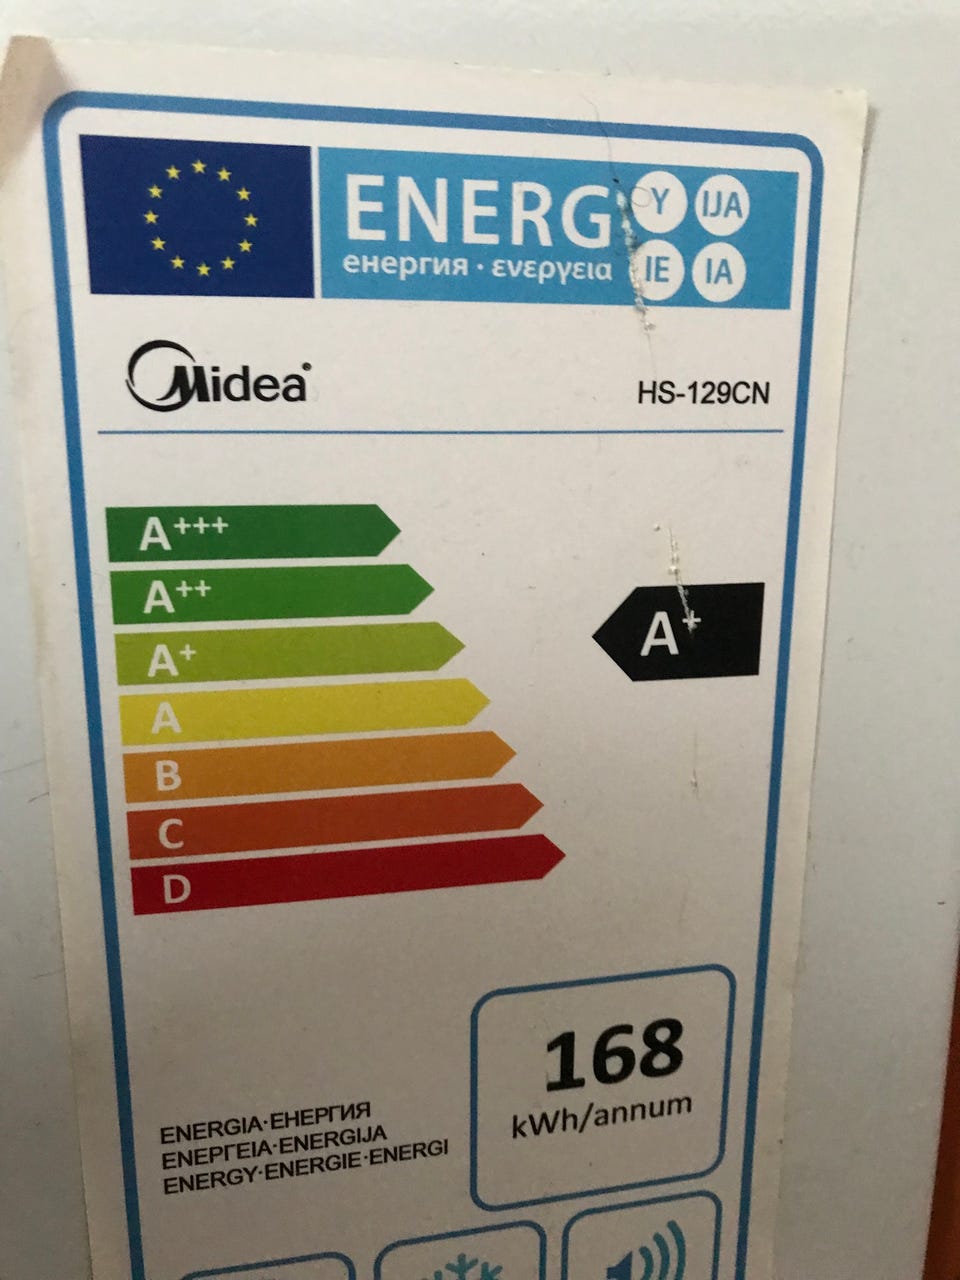 ENERG Y IJA
енергия · ενεργεια IE IA
Midea HS-129CN
A+++
A++
A+
A+
A
B
C
D
168
kWh/annum
ENERGIA·ЕНЕРГИЯ
ΕΝΕΡΓΕΙΑ·ENERGIJA
ENERGY·ENERGIE·ENERGI